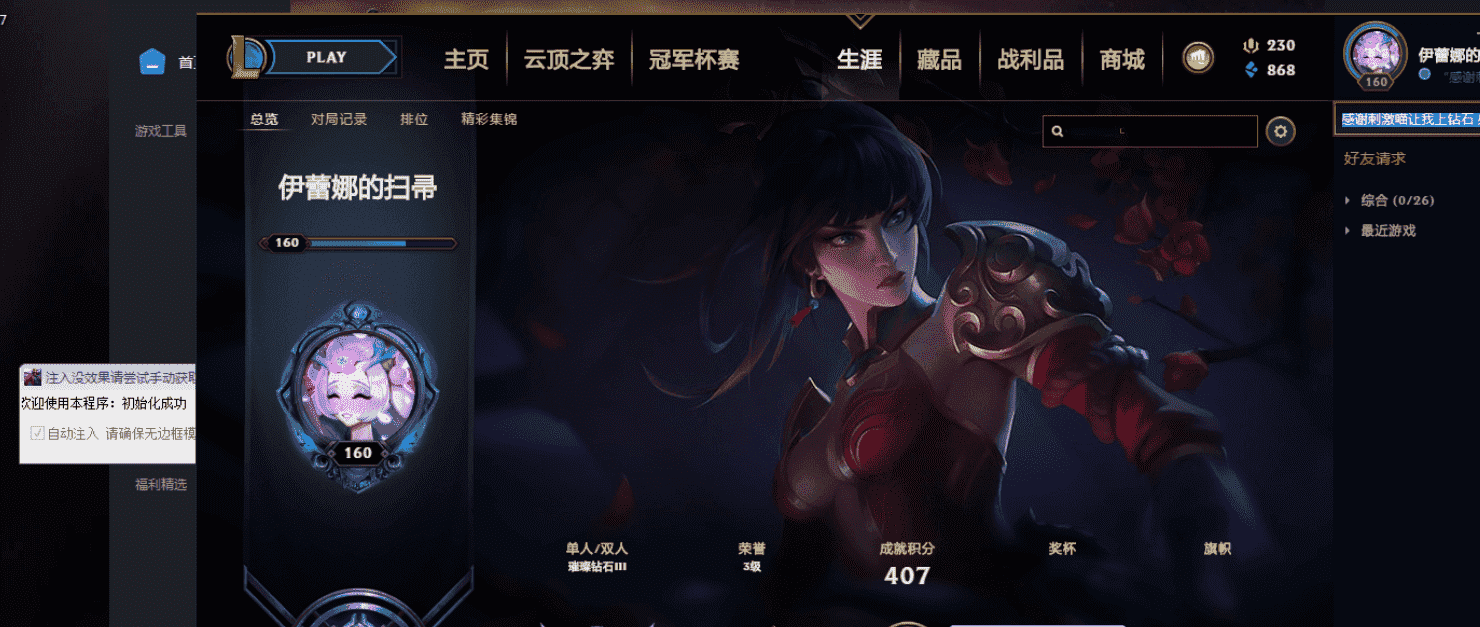 7
首
游戏工具
注入没效果请尝试手动获取
欢迎使用本程序：初始化成功
自动注入 请确保无边框模
福利精选
PLAY
主页
云顶之弈
冠军杯赛
生涯
藏品
战利品
商城
230
868
总览
对局记录
排位
精彩集锦
伊蕾娜的扫帚
160
160
单人/双人
璀璨钻石III
荣誉
3级
成就积分
407
奖杯
旗帜
伊蕾娜的
160
"感谢
感谢刺激喵让我上钻石
好友请求
综合 (0/26)
最近游戏